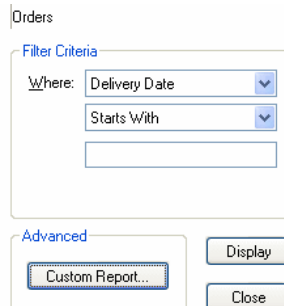 Orders
Filter Criteria
Where: Delivery Date
Starts With
Advanced
Custom Report...
Display
Close